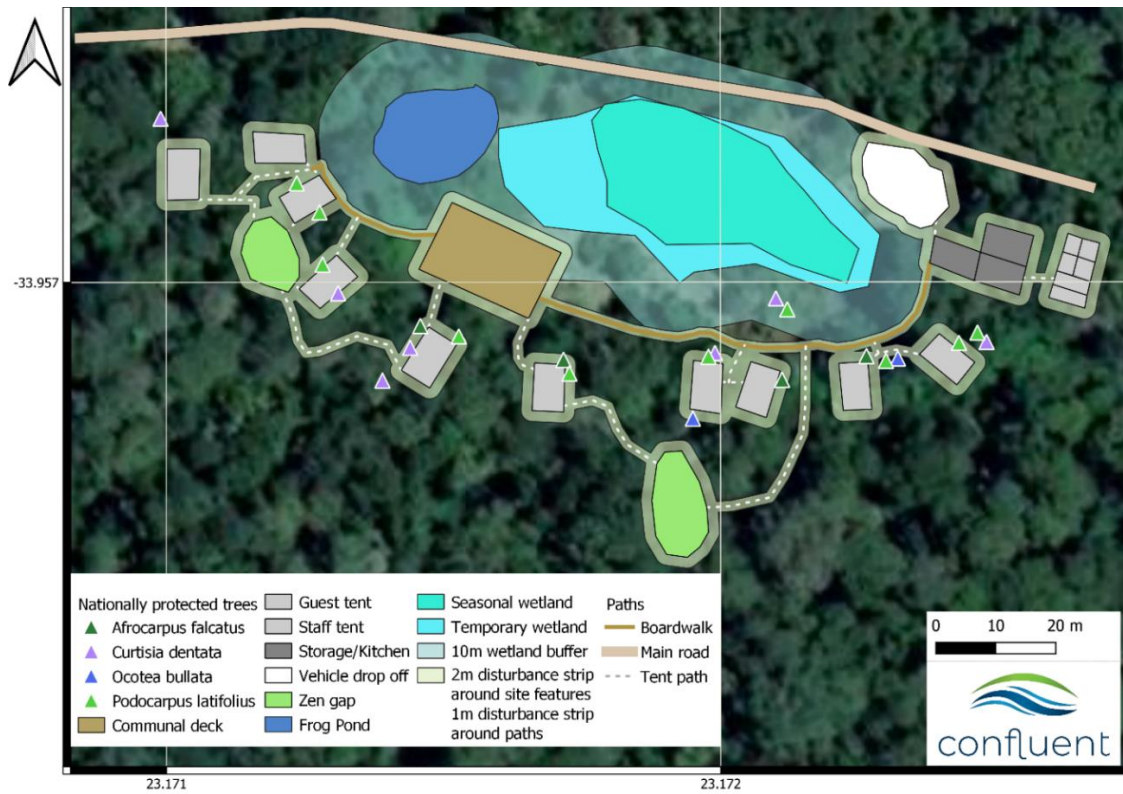 -33.957
Nationally protected trees
Afrocarpus falcatus
Curtisia dentata
Ocotea bullata
Podocarpus latifolius
Communal deck
Guest tent
Staff tent
Storage/Kitchen
Vehicle drop off
Zen gap
Frog Pond
Seasonal wetland
Temporary wetland
10m wetland buffer
2m disturbance strip
around site features
1m disturbance strip
around paths
Paths
Boardwalk
Main road
Tent path
0 10 20 m
confluent
23.171 23.172